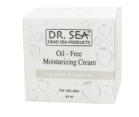 DR. SEA
DEAD SEA PRODUCTS
Oil - Free
Moisturizing Cream
For oily skin